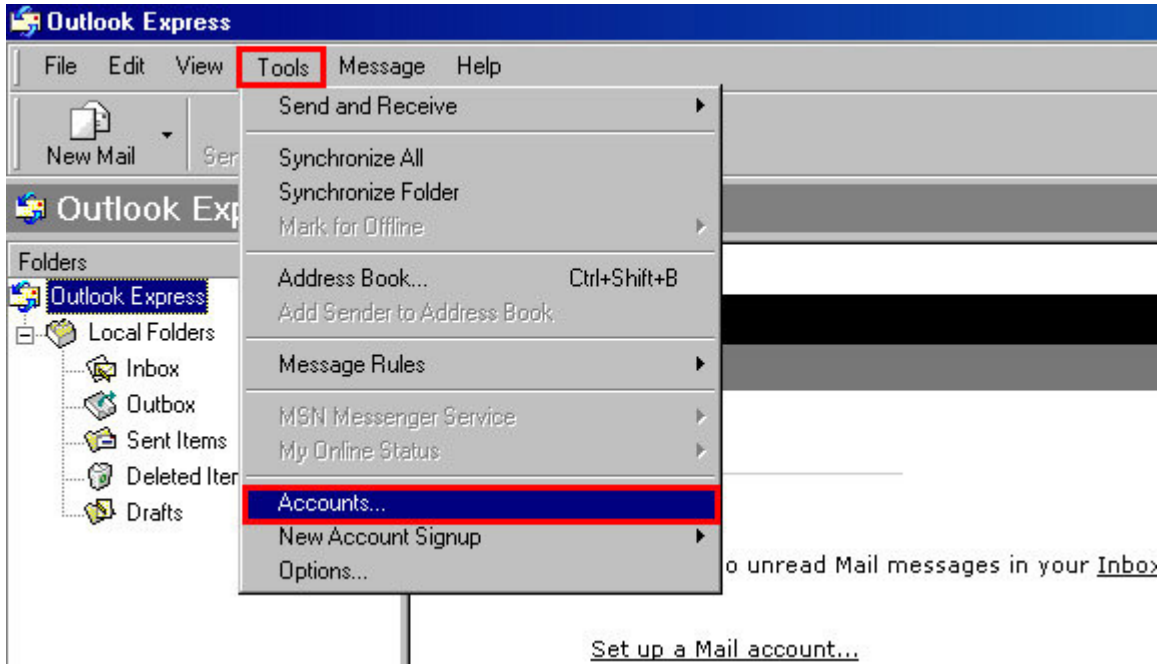 Outlook Express
File Edit View Tools Message Help
New Mail
Outlook
Folders
Outlook Express
Local Folders
Inbox
Outbox
Sent Items
Deleted
Drafts
Send and Receive
Synchronize All
Synchronize Folder
Mark for Offline
Address Book... Ctrl+Shift+B
Add Sender to Address Book
Message Rules
MSN Messenger Service
My Online Status
Accounts...
New Account Signup
Options...
unread Mail messages in your Inbox
Set up a Mail account...